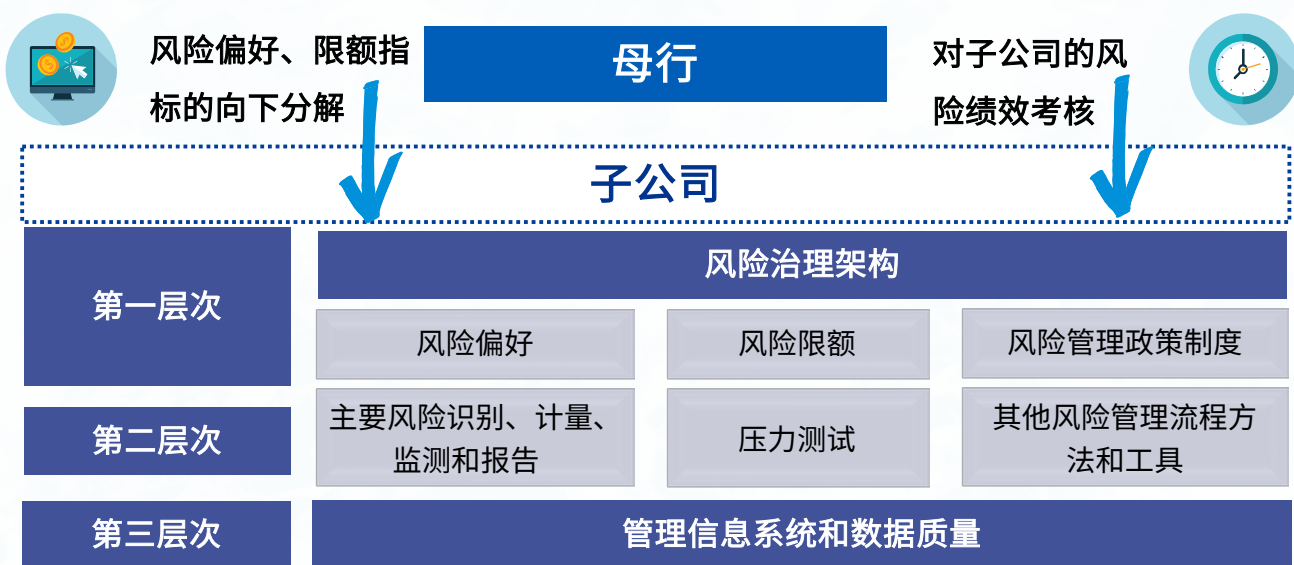 风险偏好、限额指
标的向下分解
母行
对子公司的风
险绩效考核
子公司
第一层次
风险治理架构
风险偏好
风险限额
风险管理政策制度
第二层次
主要风险识别、计量、
监测和报告
压力测试
其他风险管理流程方
法和工具
第三层次
管理信息系统和数据质量